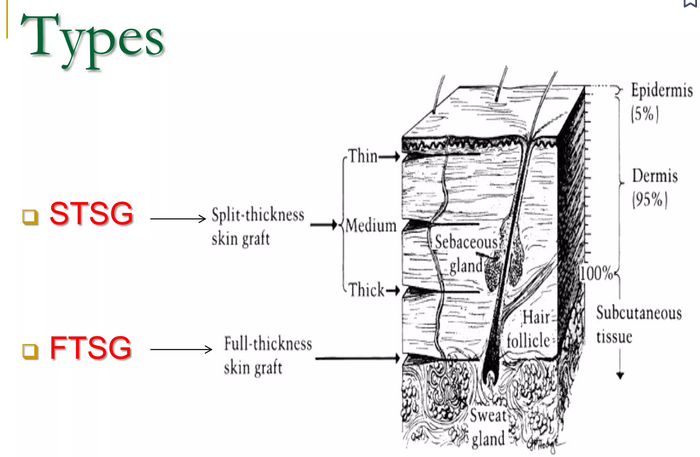 Types
STSG
Split-thickness
skin graft
Thin
Medium
Thick
FTSG
Full-thickness
skin graft
Sebaceous
gland
Hair
follicle
Sweat
gland
Epidermis
(5%)
Dermis
(95%)
100%
Subcutaneous
tissue